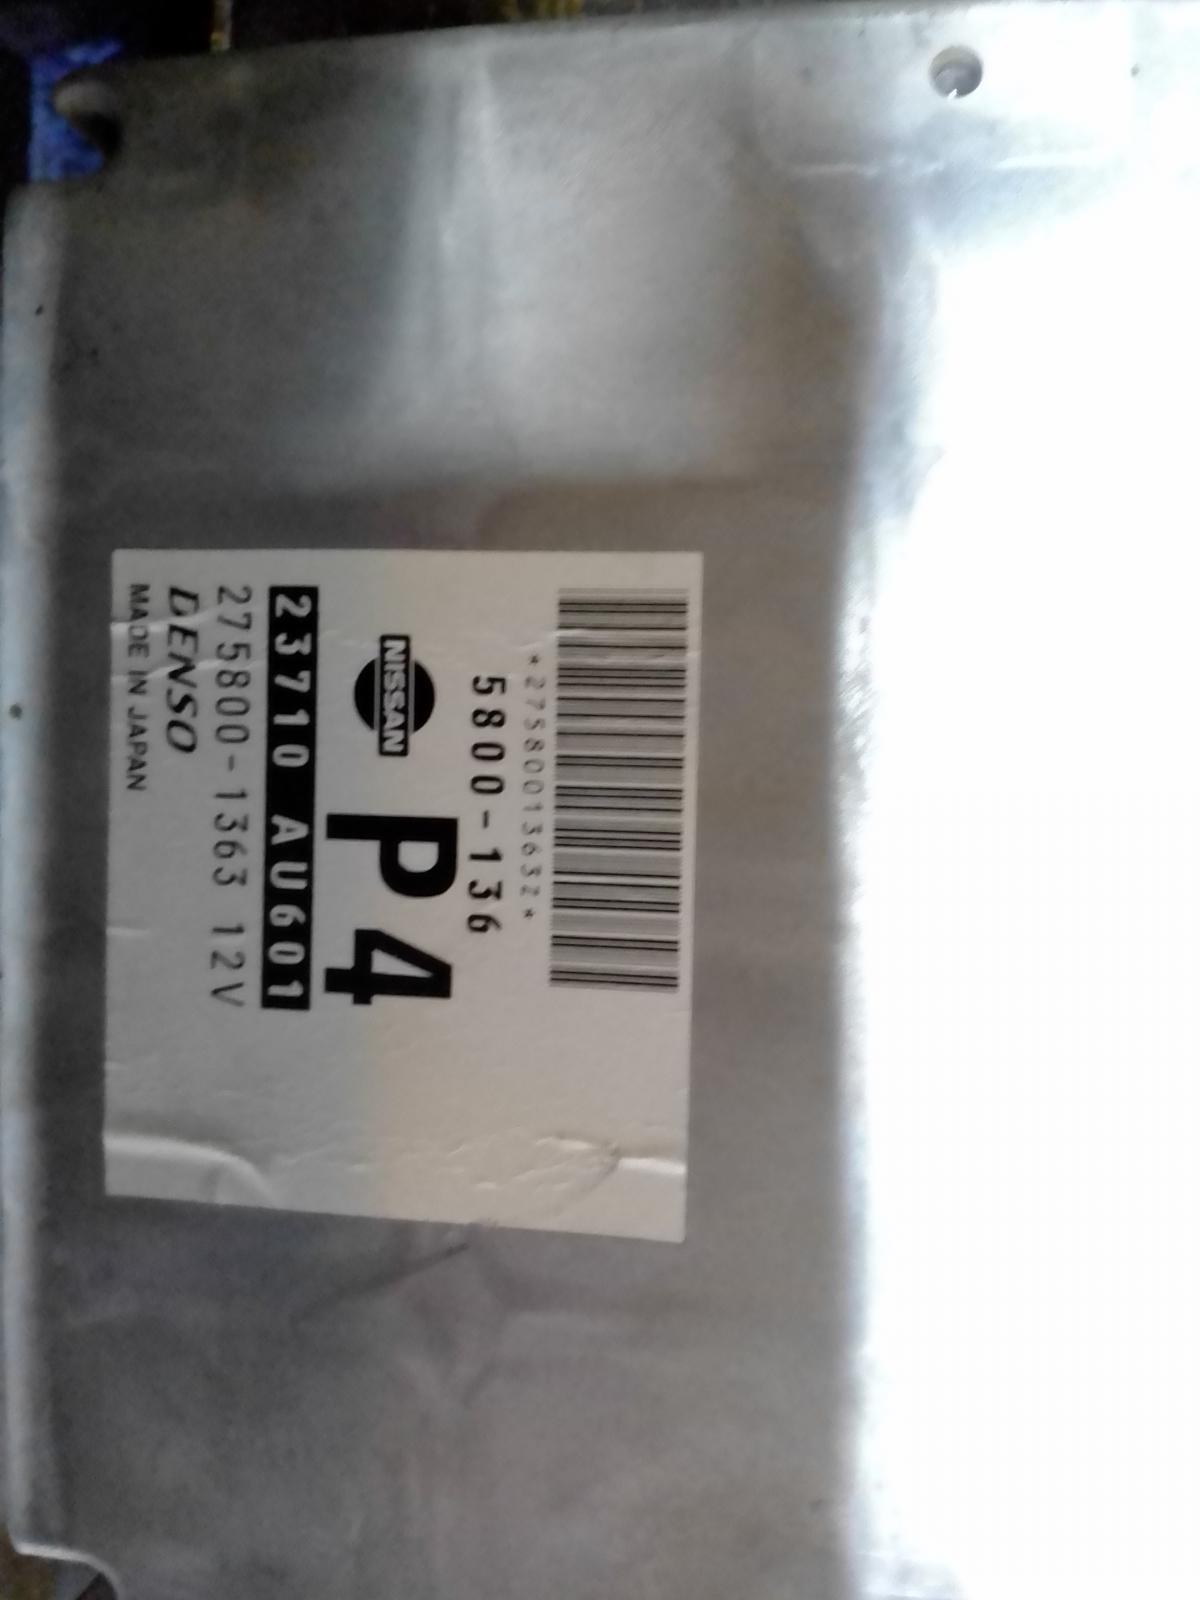 *2758001363Z*
5800-136
NISSAN
P4
23710 AU601
275800-1363 12V
DENSO
MADE IN JAPAN